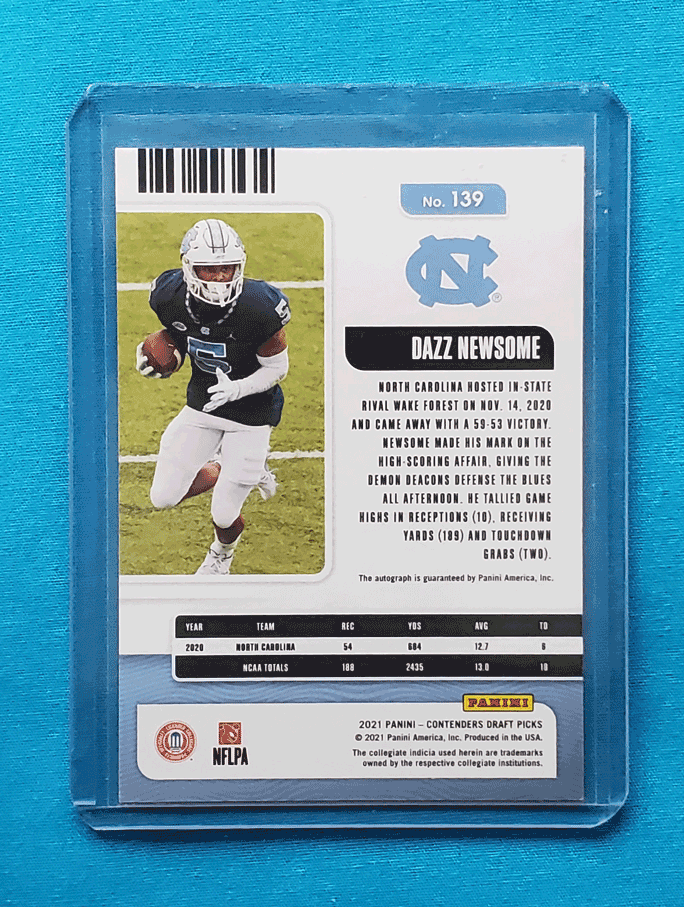 No. 139
NC
®
DAZZ NEWSOME
5
5
NORTH CAROLINA HOSTED IN-STATE
RIVAL WAKE FOREST ON NOV. 14, 2020
AND CAME AWAY WITH A 59-53 VICTORY.
NEWSOME MADE HIS MARK ON THE
HIGH-SCORING AFFAIR, GIVING THE
DEMON DEACONS DEFENSE THE BLUES
ALL AFTERNOON. HE TALLIED GAME
HIGHS IN RECEPTIONS (10), RECEIVING
YARDS (189) AND TOUCHDOWN
GRABS (TWO).
The autograph is guaranteed by Panini America, Inc.
YEAR TEAM REC YDS AVG TD
2020 NORTH CAROLINA 54 684 12.7 6
NCAA TOTALS 188 2435 13.0 18
PANINI
2021 PANINI – CONTENDERS DRAFT PICKS
© 2021 Panini America, Inc. Produced in the USA.
The collegiate indicia used herein are trademarks
owned by the respective collegiate institutions.
NFLPA